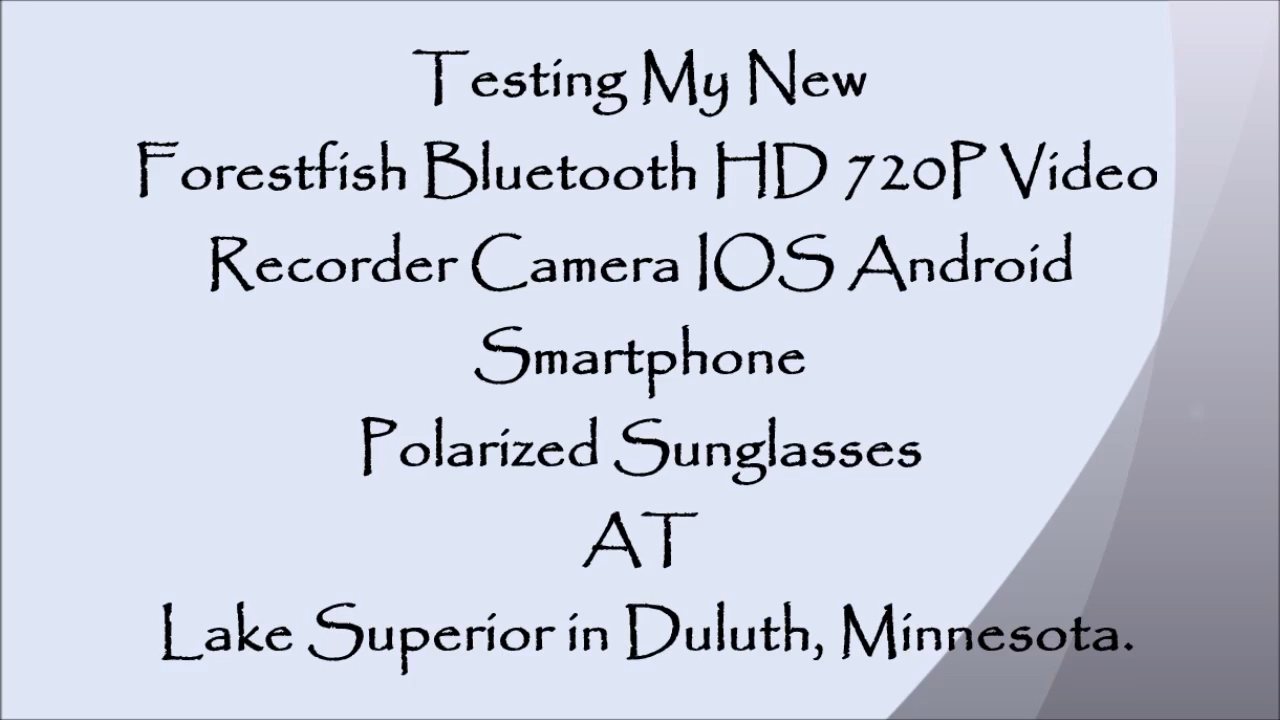 Testing My New
Forestfish Bluetooth HD 720P Video
Recorder Camera IOS Android
Smartphone
Polarized Sunglasses
AT
Lake Superior in Duluth, Minnesota.